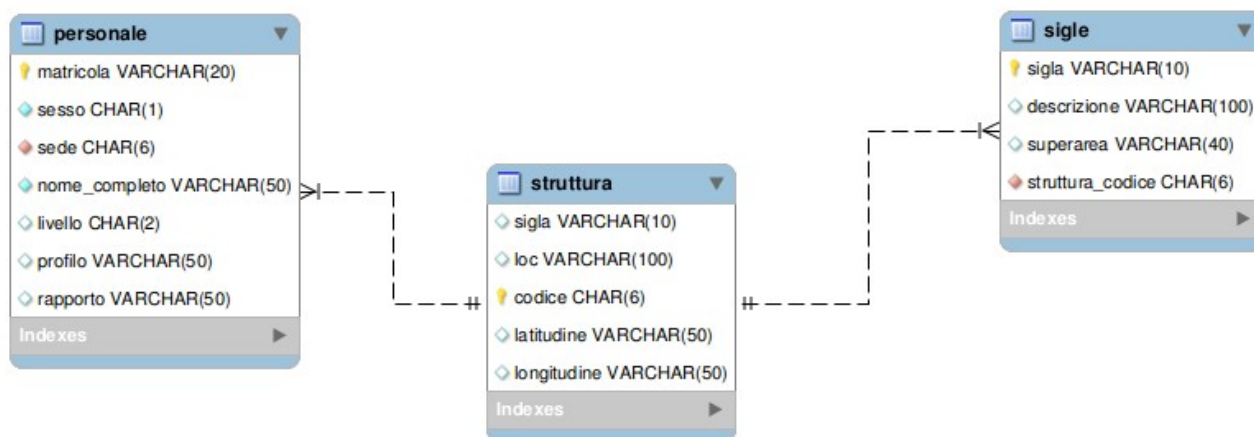 personale
matricola VARCHAR(20)
sesso CHAR(1)
sede CHAR(6)
nome_completo VARCHAR(50)
livello CHAR(2)
profilo VARCHAR(50)
rapporto VARCHAR(50)
Indexes
struttura
sigla VARCHAR(10)
loc VARCHAR(100)
codice CHAR(6)
latitudine VARCHAR(50)
longitudine VARCHAR(50)
Indexes
sigle
sigla VARCHAR(10)
descrizione VARCHAR(100)
superarea VARCHAR(40)
struttura_codice CHAR(6)
Indexes